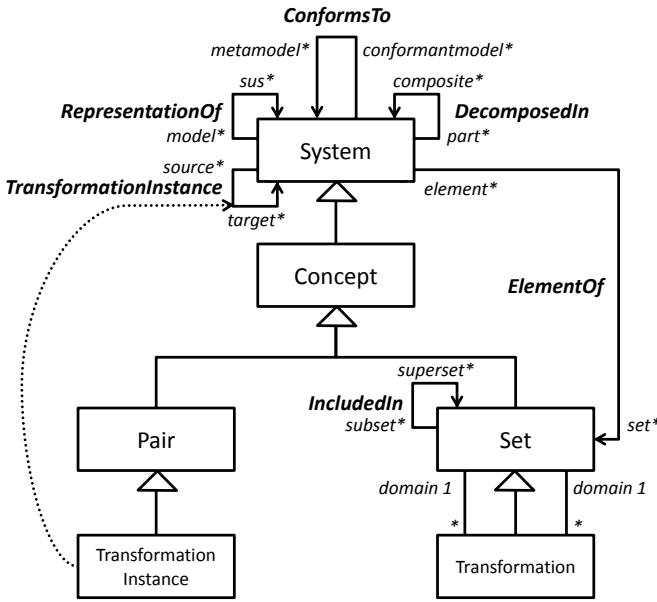 ConformsTo
metamodel*
conformantmodel*
sus*
composite*
RepresentationOf
DecomposedIn
model*
System
part*
source*
TransformationInstance
element*
target*
Concept
ElementOf
superset*
IncludedIn
subset*
Pair
Set
set*
domain 1
domain 1
*
*
Transformation
Instance
Transformation